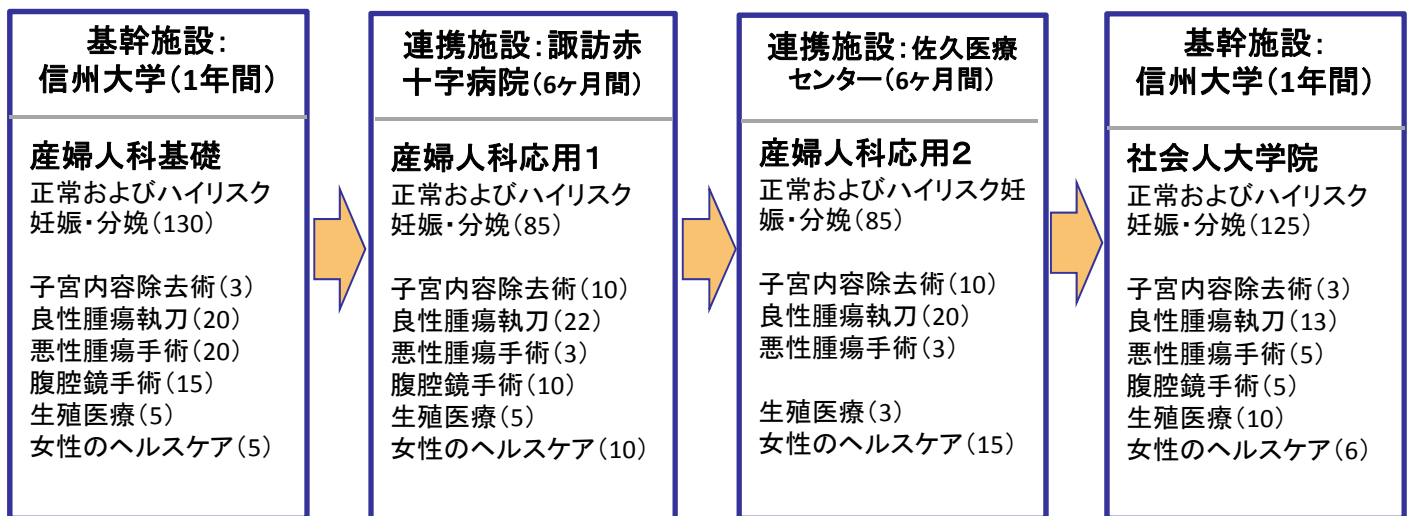 基幹施設：
信州大学（1年間）
産婦人科基礎
正常およびハイリスク
妊娠・分娩（130）
子宮内容除去術（3）
良性腫瘍執刀（20）
悪性腫瘍手術（20）
腹腔鏡手術（15）
生殖医療（5）
女性のヘルスケア（5）
連携施設：諏訪赤
十字病院（6ヶ月間）
産婦人科応用1
正常およびハイリスク
妊娠・分娩（85）
子宮内容除去術（10）
良性腫瘍執刀（22）
悪性腫瘍手術（3）
腹腔鏡手術（10）
生殖医療（5）
女性のヘルスケア（10）
連携施設：佐久医療
センター（6ヶ月間）
産婦人科応用２
正常およびハイリスク妊
娠・分娩（85）
子宮内容除去術（10）
良性腫瘍執刀（20）
悪性腫瘍手術（3）
生殖医療（3）
女性のヘルスケア（15）
基幹施設：
信州大学（1年間）
社会人大学院
正常およびハイリスク
妊娠・分娩（125）
子宮内容除去術（3）
良性腫瘍執刀（13）
悪性腫瘍手術（5）
腹腔鏡手術（5）
生殖医療（10）
女性のヘルスケア（6）